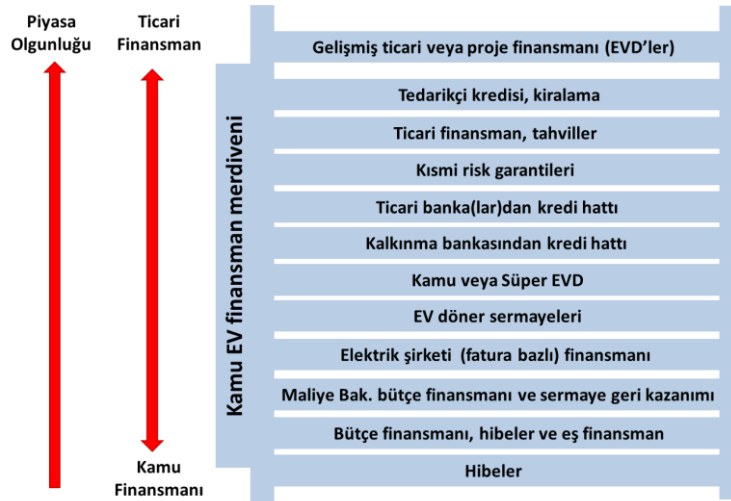 Piyasa
Olgunluğu
Ticari
Finansman
Kamu
Finansmanı
Kamu EV finansman merdiveni
Gelişmiş ticari veya proje finansmanı (EVD'ler)
Tedarikçi kredisi, kiralama
Ticari finansman, tahviller
Kısmi risk garantileri
Ticari banka(lar)dan kredi hattı
Kalkınma bankasından kredi hattı
Kamu veya Süper EVD
EV döner sermayeleri
Elektrik şirketi (fatura bazlı) finansmanı
Maliye Bak. bütçe finansmanı ve sermaye geri kazanımı
Bütçe finansmanı, hibeler ve eş finansman
Hibeler